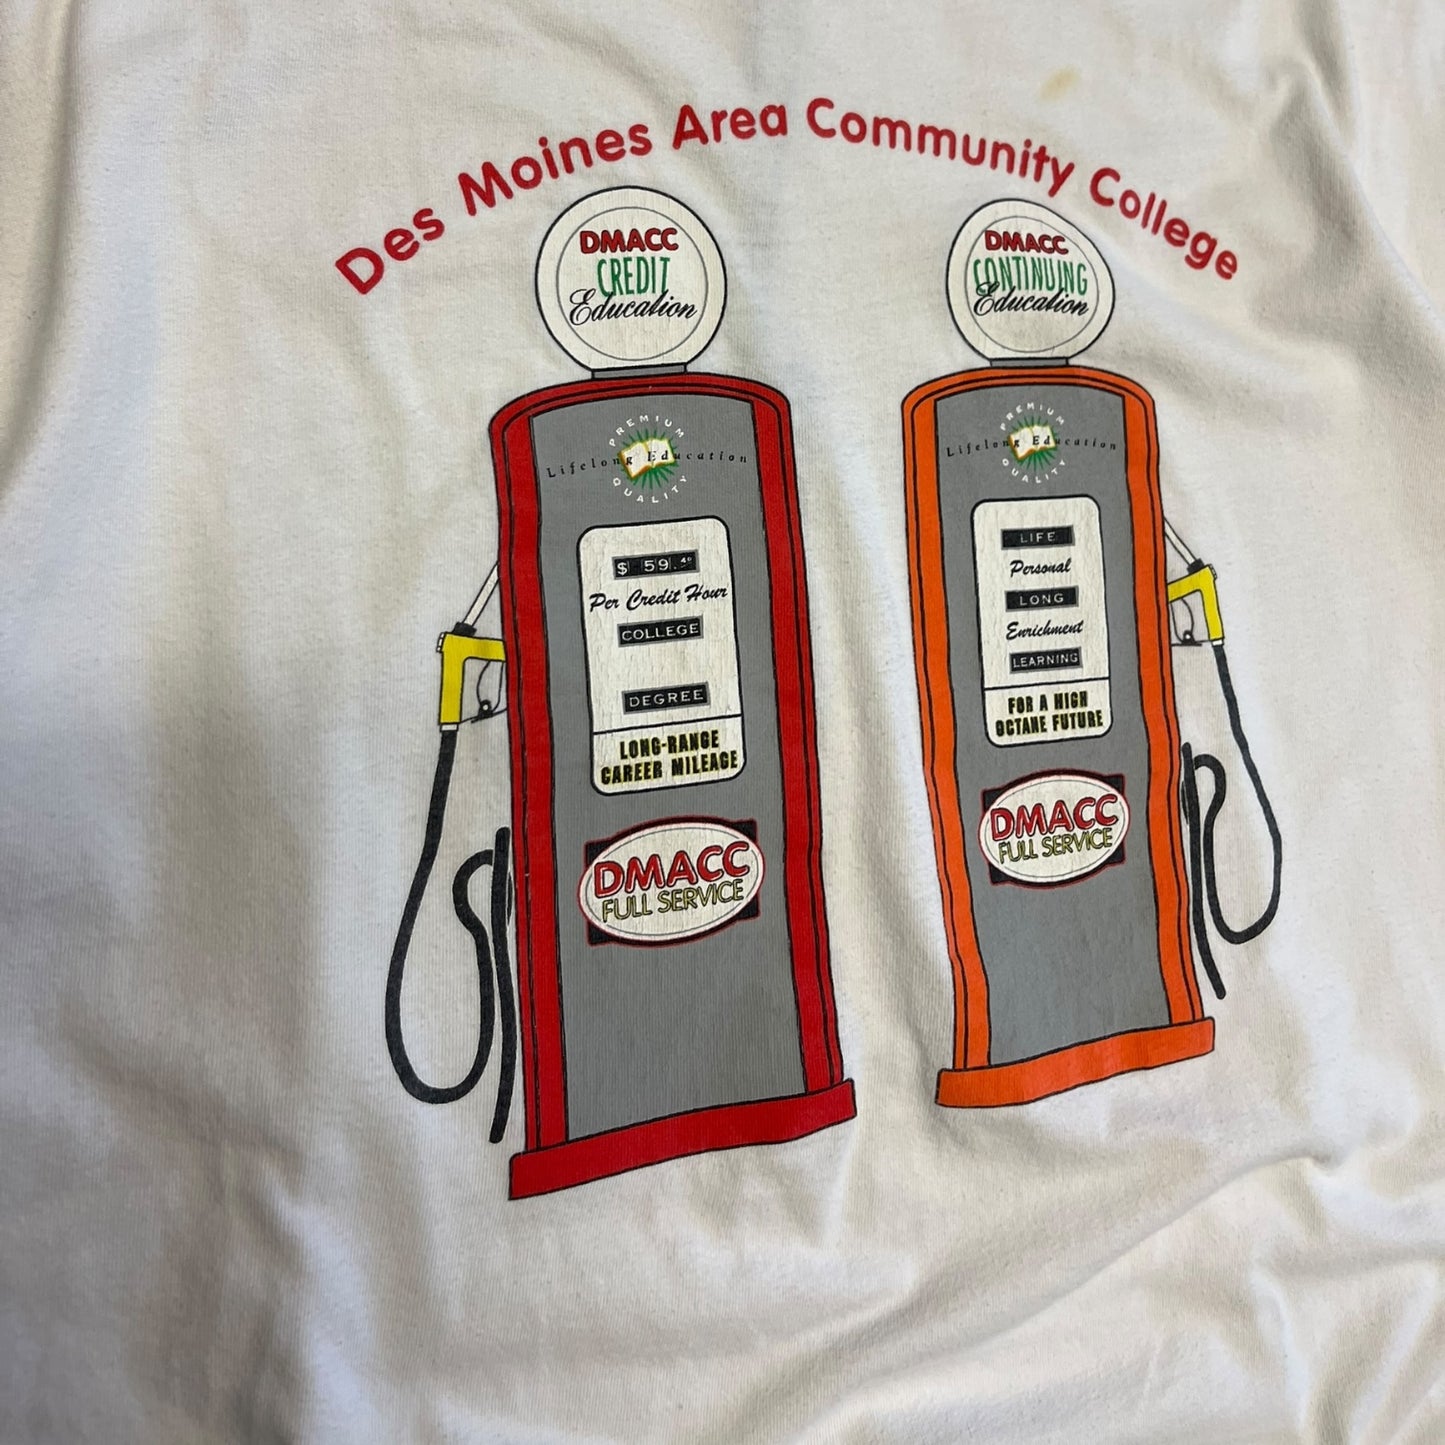 Des Moines Area Community College
DMACC
CREDIT
Education
PREMIUM
Lifelong Education
QUALITY
$ 59.40
Per Credit Hour
COLLEGE
DEGREE
LONG-RANGE
CAREER MILEAGE
DMACC
FULL SERVICE
DMACC
CONTINUING
Education
PREMIUM
Lifelong Education
QUALITY
LIFE
Personal
LONG
Enrichment
LEARNING
FOR A HIGH
OCTANE FUTURE
DMACC
FULL SERVICE